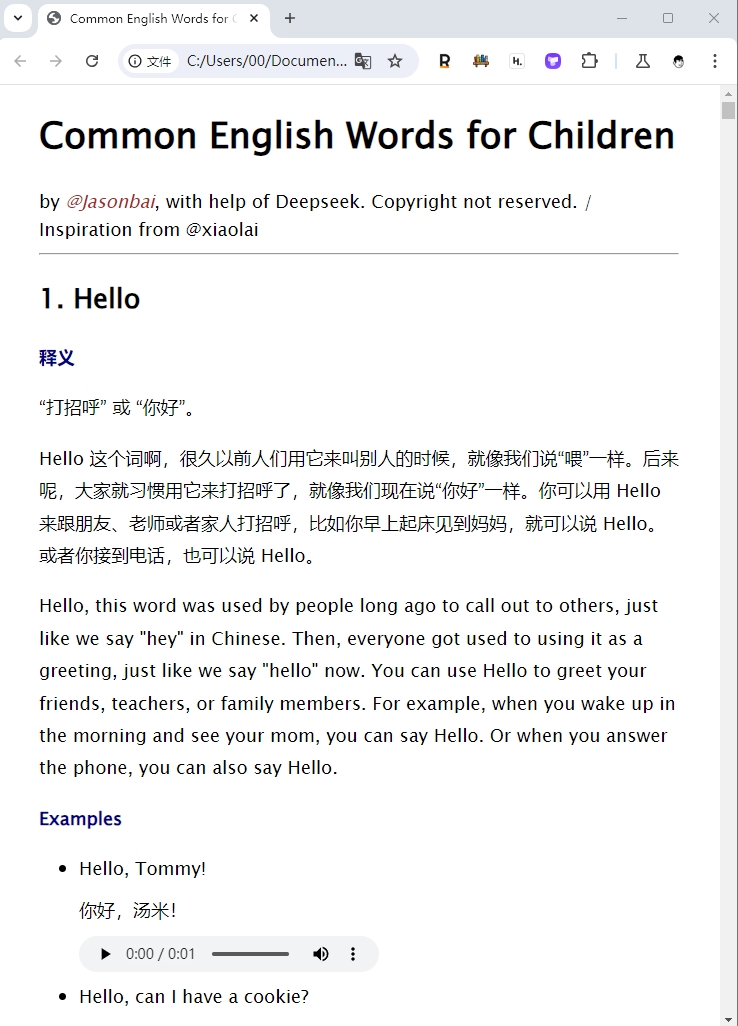 Common English Words for C
文件
C:/Users/00/Documen...
Common English Words for Children
by @Jasonbai, with help of Deepseek. Copyright not reserved. /
Inspiration from @xiaolai
1. Hello
释义
“打招呼” 或 “你好”。
Hello 这个词啊，很久以前人们用它来叫别人的时候，就像我们说“喂”一样。后来
呢，大家就习惯用它来打招呼了，就像我们现在说“你好”一样。你可以用 Hello
来跟朋友、老师或者家人打招呼，比如你早上起床见到妈妈，就可以说 Hello。
或者你接到电话，也可以说 Hello。
Hello, this word was used by people long ago to call out to others, just
like we say "hey" in Chinese. Then, everyone got used to using it as a
greeting, just like we say "hello" now. You can use Hello to greet your
friends, teachers, or family members. For example, when you wake up in
the morning and see your mom, you can say Hello. Or when you answer
the phone, you can also say Hello.
Examples
Hello, Tommy!
你好，汤米！
0:00 / 0:01
Hello, can I have a cookie?